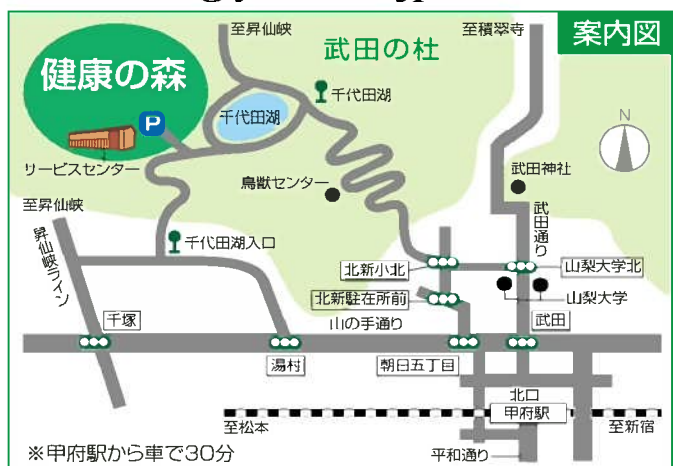 案内図
至昇仙峡
武田の杜
至積翠寺
健康の森
千代田湖
千代田湖
P
N
サービスセンター
鳥獣センター
武田神社
至昇仙峡
武田通り
昇仙峡ライン
千代田湖入口
北新小北
山梨大学北
北新駐在所前
山梨大学
千塚
山の手通り
武田
湯村
朝日五丁目
北口
甲府駅
至松本
至新宿
※甲府駅から車で30分
平和通り